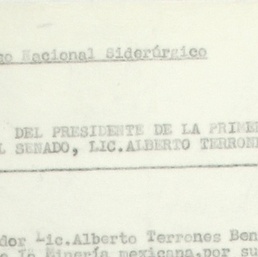 Nacional Siderúrgico
DEL PRESIDENTE DE LA PRIME
SENADO, LIC.ALBERTO TERRON
dor Lic.Alberto Terrones Ben
la Minería mexicana,por su